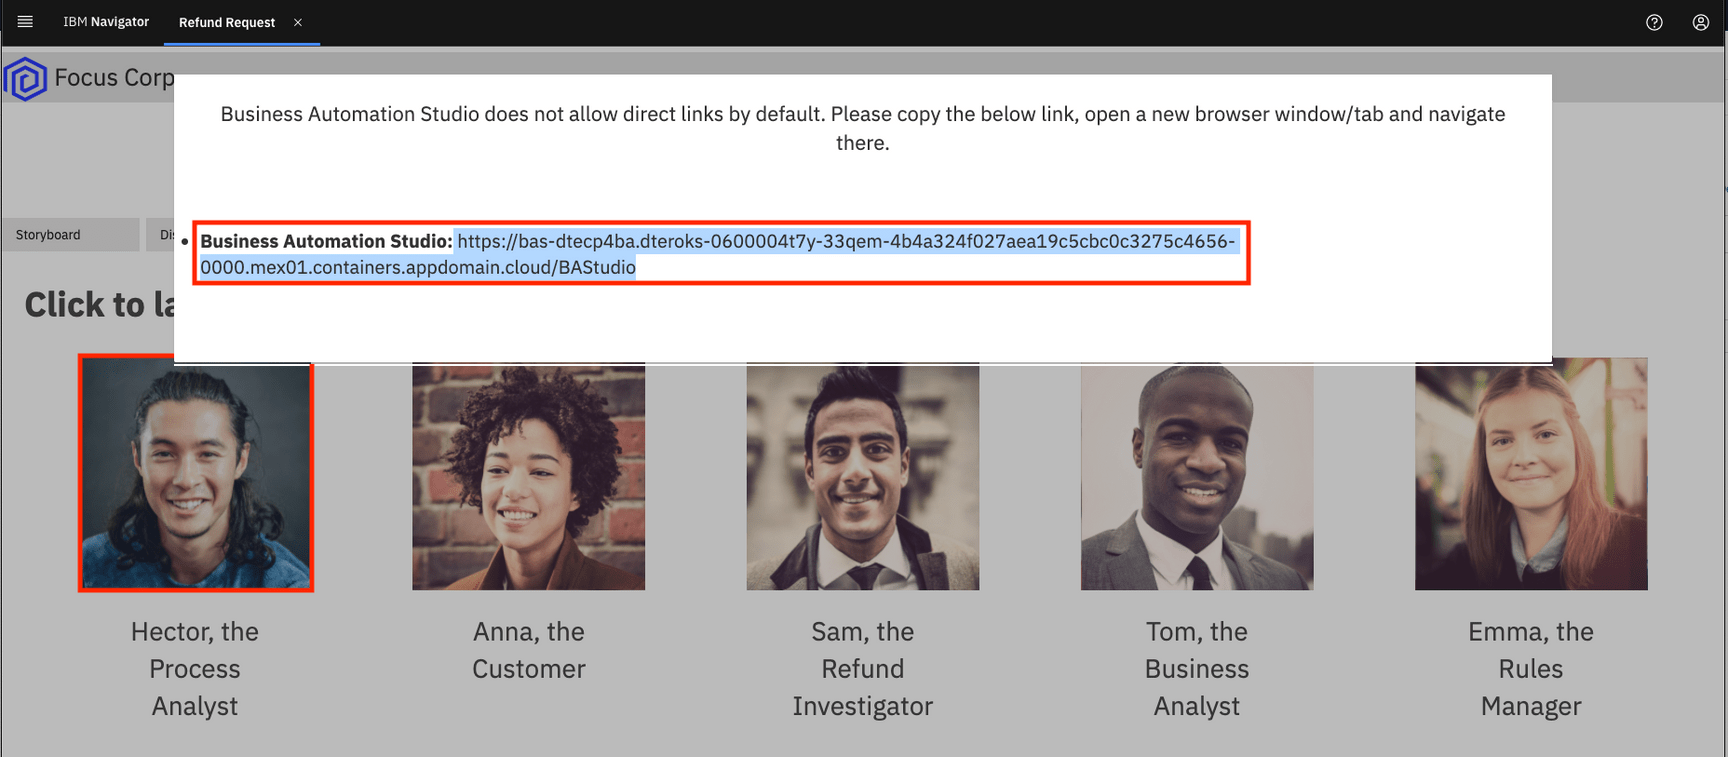 IBM Navigator
Refund Request
Focus Corp
Business Automation Studio does not allow direct links by default. Please copy the below link, open a new browser window/tab and navigate
there.
Storyboard
Business Automation Studio: https://bas-dtecp4ba.dteroks-0600004t7y-33qem-4b4a324f027aea19c5cbc0c3275c4656-
0000.mex01.containers.appdomain.cloud/BAStudio
Click to
Hector, the
Process
Analyst
Anna, the
Customer
Sam, the
Refund
Investigator
Tom, the
Business
Analyst
Emma, the
Rules
Manager